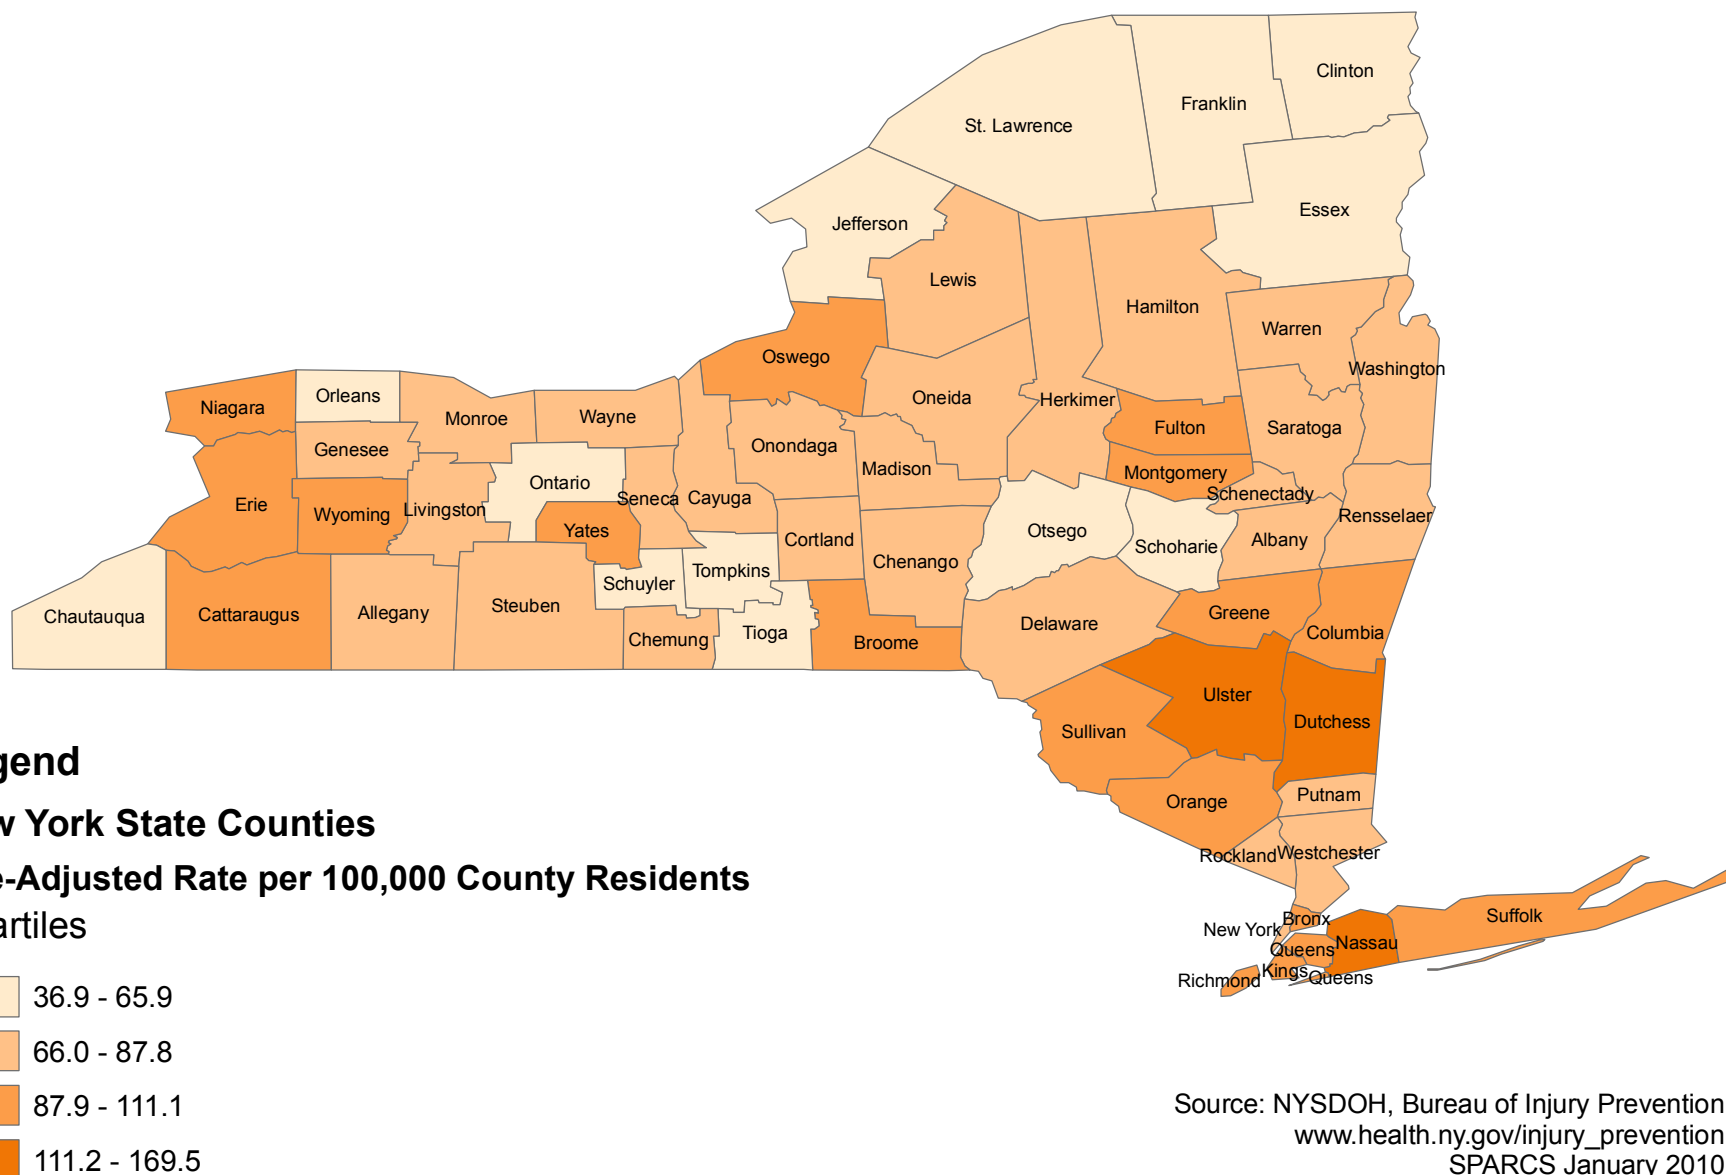 Clinton
Franklin
St. Lawrence
Essex
Jefferson
Lewis
Hamilton
Warren
Oswego
Washington
Orleans
Oneida
Herkimer
Niagara
Monroe
Wayne
Fulton
Saratoga
Genesee
Onondaga
Madison
Montgomery
Ontario
Seneca
Cayuga
Schenectady
Erie
Wyoming
Livingston
Rensselaer
Yates
Otsego
Cortland
Albany
Schoharie
Chenango
Tompkins
Schuyler
Steuben
Chautauqua
Cattaraugus
Allegany
Greene
Delaware
Tioga
Columbia
Chemung
Broome
Ulster
Dutchess
Sullivan
Putnam
Orange
Rockland
Westchester
Suffolk
Bronx
New York
Nassau
Queens
Kings
Queens
Richmond
gend
w York State Counties
e-Adjusted Rate per 100,000 County Residents
artiles
36.9 - 65.9
66.0 - 87.8
87.9 - 111.1
111.2 - 169.5
Source: NYSDOH, Bureau of Injury Prevention
www.health.ny.gov/injury_prevention
SPARCS January 2010